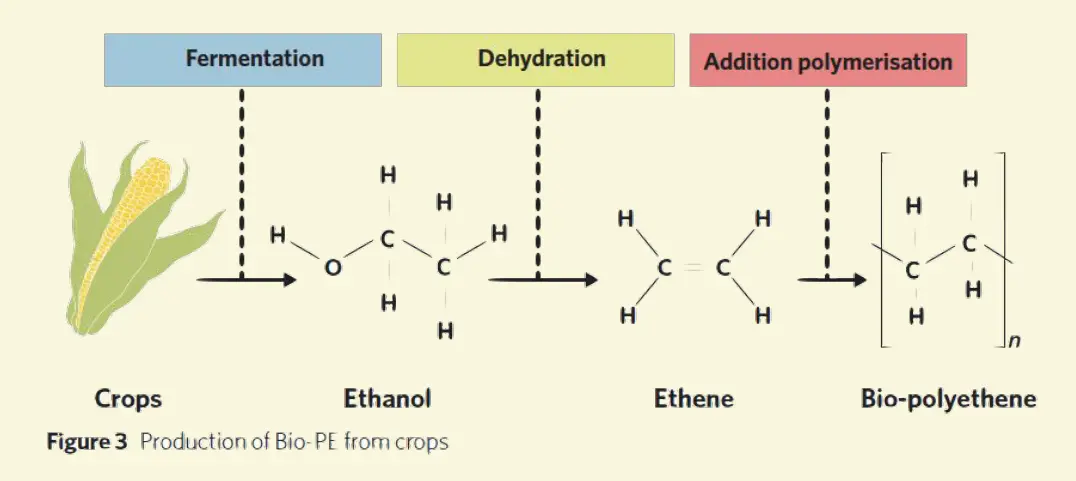 Fermentation
Dehydration
Addition polymerisation
H
H
H
H
O
C
C
H
H
H
H
H
C
C
H
H
H
H
C
C
H
H
n
Crops
Ethanol
Ethene
Bio-polyethene
Figure 3 Production of Bio-PE from crops